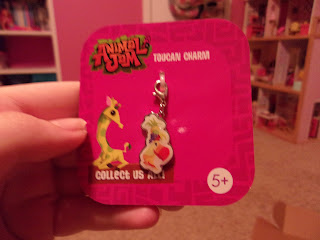 ANIMAL JAM
TOUCAN CHARM
COLLECT US ALL
5+